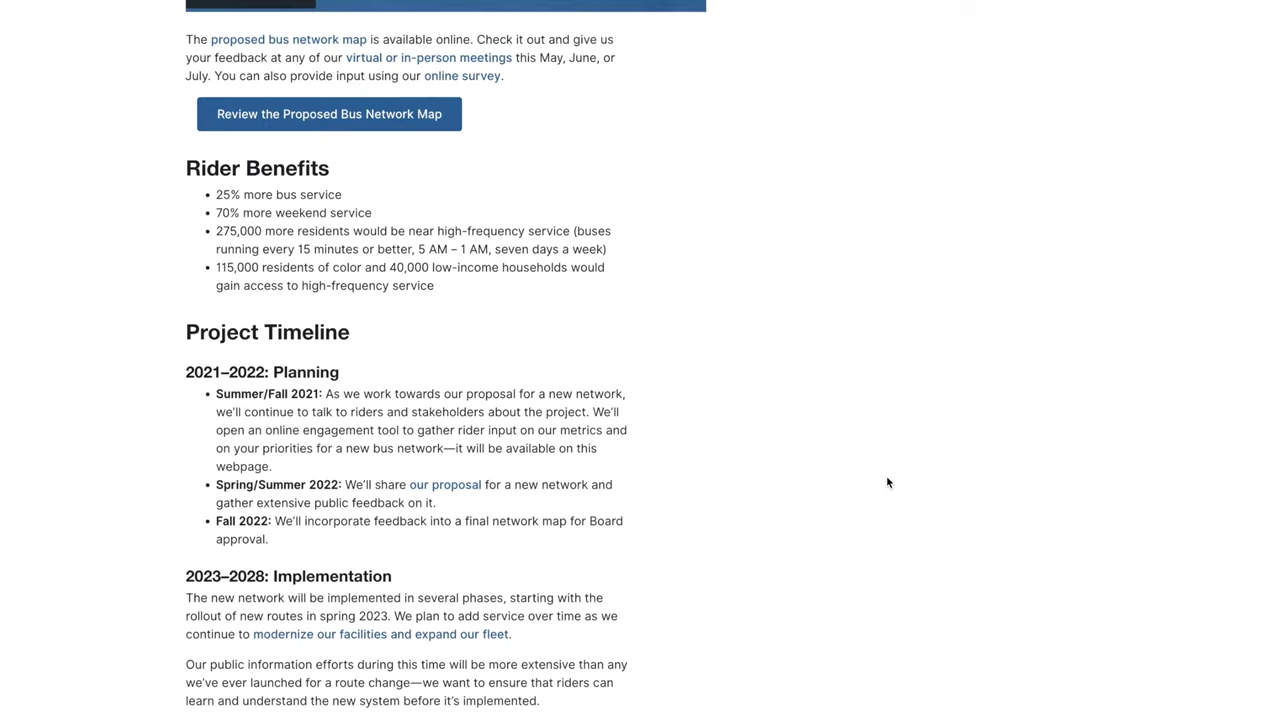 The proposed bus network map is available online. Check it out and give us
your feedback at any of our virtual or in-person meetings this May, June, or
July. You can also provide input using our online survey.
Review the Proposed Bus Network Map
Rider Benefits
• 25% more bus service
• 70% more weekend service
• 275,000 more residents would be near high-frequency service (buses
running every 15 minutes or better, 5 AM – 1 AM, seven days a week)
• 115,000 residents of color and 40,000 low-income households would
gain access to high-frequency service
Project Timeline
2021–2022: Planning
• Summer/Fall 2021: As we work towards our proposal for a new network,
we'll continue to talk to riders and stakeholders about the project. We'll
open an online engagement tool to gather rider input on our metrics and
on your priorities for a new bus network—it will be available on this
webpage.
• Spring/Summer 2022: We'll share our proposal for a new network and
gather extensive public feedback on it.
• Fall 2022: We'll incorporate feedback into a final network map for Board
approval.
2023–2028: Implementation
The new network will be implemented in several phases, starting with the
rollout of new routes in spring 2023. We plan to add service over time as we
continue to modernize our facilities and expand our fleet.
Our public information efforts during this time will be more extensive than any
we've ever launched for a route change—we want to ensure that riders can
learn and understand the new system before it's implemented.